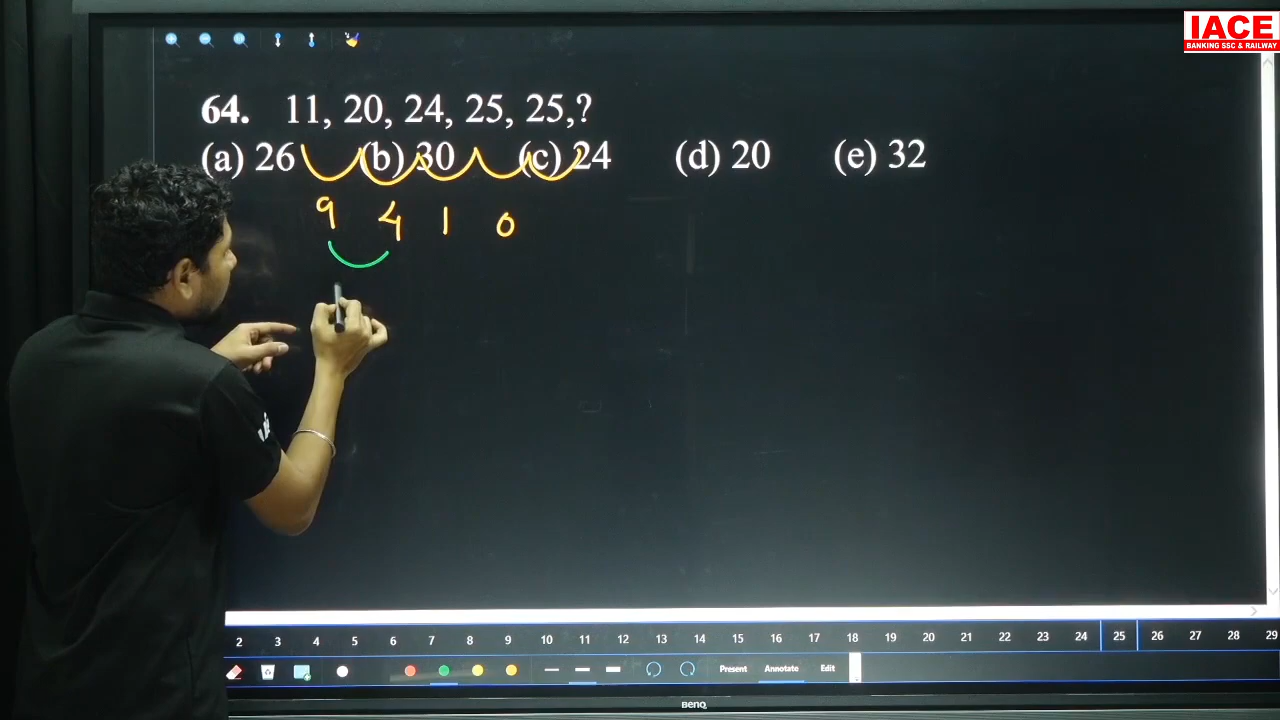 IACE
BANKING SSC & RAILWAY
64. 11, 20, 24, 25, 25,?
(a) 26 (b) 30 (c) 24 (d) 20 (e) 32
9 4 1 0
2 3 4 5 6 7 8 9 10 11 12 13 14 15 16 17 18 19 20 21 22 23 24 25 26 27 28 29
Present Annotate Edit
BENQ